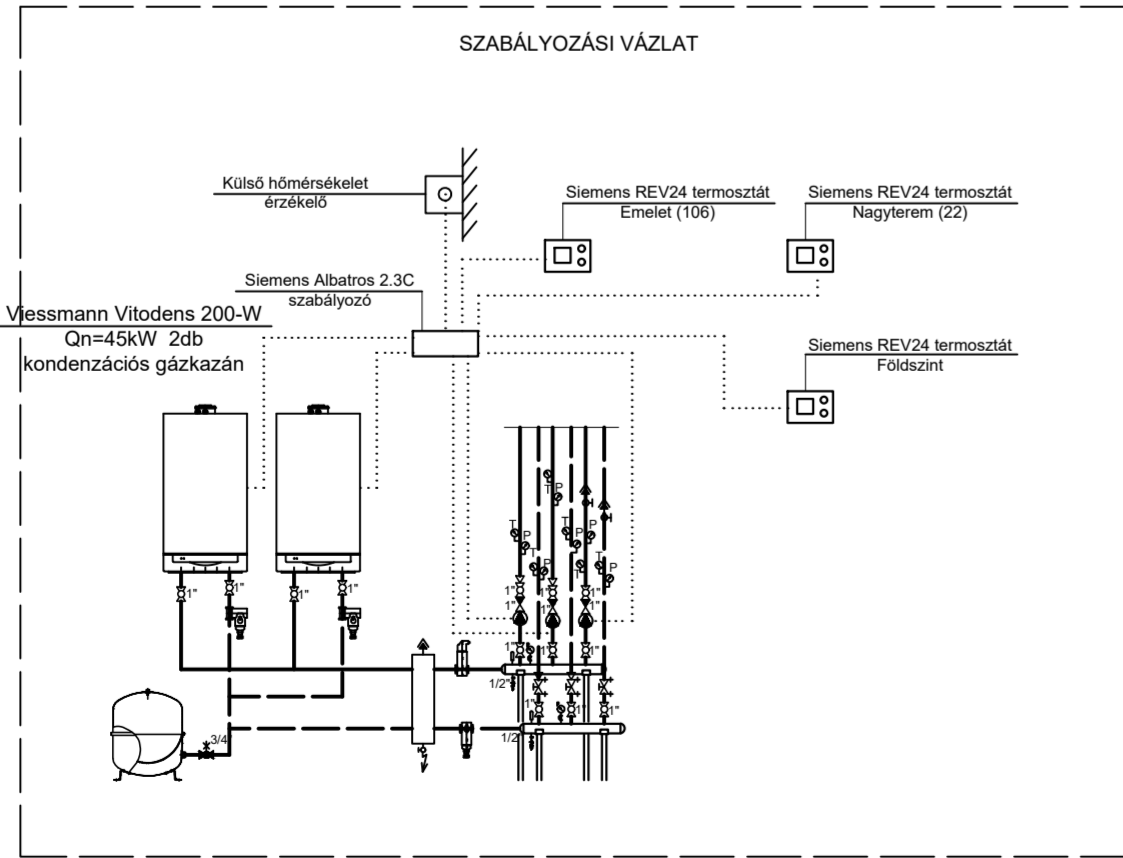 SZABÁLYOZÁSI VÁZLAT
Külső hőmérsékelet
érzékelő
Siemens REV24 termosztát
Emelet (106)
Siemens REV24 termosztát
Nagyterem (22)
Siemens Albatros 2.3C
szabályozó
Viessmann Vitodens 200-W
Qn=45kW 2db
kondenzációs gázkazán
Siemens REV24 termosztát
Földszint
T
P
T
P
T
P
T
P
T
P
T
P
1"
1"
1"
1"
1"
1"
1"
1"
1"
1"
1"
1"
1/2"
1"
1"
1"
3/4"
1/2"